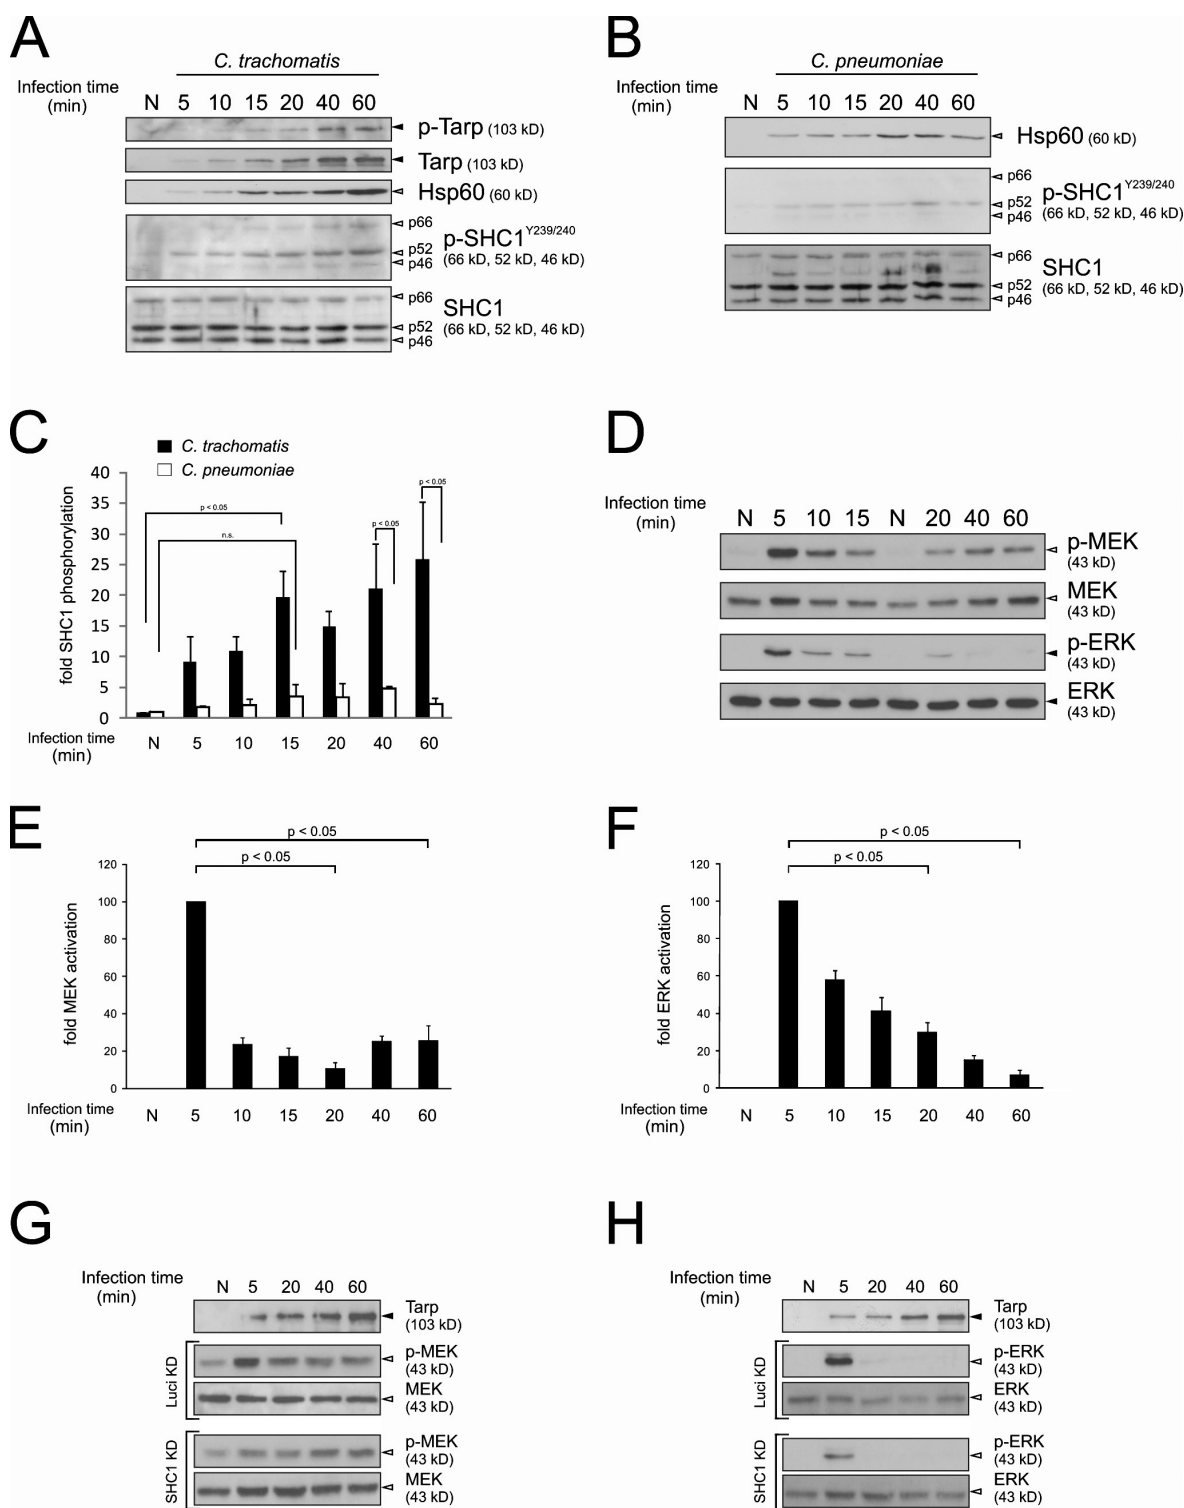 A
C. trachomatis
Infection time
(min)
N 5 10 15 20 40 60
p-Tarp (103 kD)
Tarp (103 kD)
Hsp60 (60 kD)
p66
p52
p46
p-SHC1 Y239/240
(66 kD, 52 kD, 46 kD)
p66
p52
p46
SHC1
(66 kD, 52 kD, 46 kD)
B
C. pneumoniae
Infection time
(min)
N 5 10 15 20 40 60
Hsp60 (60 kD)
p66
p52
p46
p-SHC1 Y239/240
(66 kD, 52 kD, 46 kD)
p66
p52
p46
SHC1
(66 kD, 52 kD, 46 kD)
C
C. trachomatis
C. pneumoniae
fold SHC1 phosphorylation
40
35
30
25
20
15
10
5
0
p < 0.05
n.s.
p < 0.05
p < 0.05
Infection time
(min)
N 5 10 15 20 40 60
D
Infection time
(min)
N 5 10 15 N 20 40 60
p-MEK
(43 kD)
MEK
(43 kD)
p-ERK
(43 kD)
ERK
(43 kD)
E
p < 0.05
p < 0.05
fold MEK activation
120
100
80
60
40
20
0
Infection time
(min)
N 5 10 15 20 40 60
F
p < 0.05
p < 0.05
fold ERK activation
120
100
80
60
40
20
0
Infection time
(min)
N 5 10 15 20 40 60
G
Infection time
(min)
N 5 20 40 60
Tarp
(103 kD)
Luci KD
p-MEK
(43 kD)
MEK
(43 kD)
SHC1 KD
p-MEK
(43 kD)
MEK
(43 kD)
H
Infection time
(min)
N 5 20 40 60
Tarp
(103 kD)
Luci KD
p-ERK
(43 kD)
ERK
(43 kD)
SHC1 KD
p-ERK
(43 kD)
ERK
(43 kD)